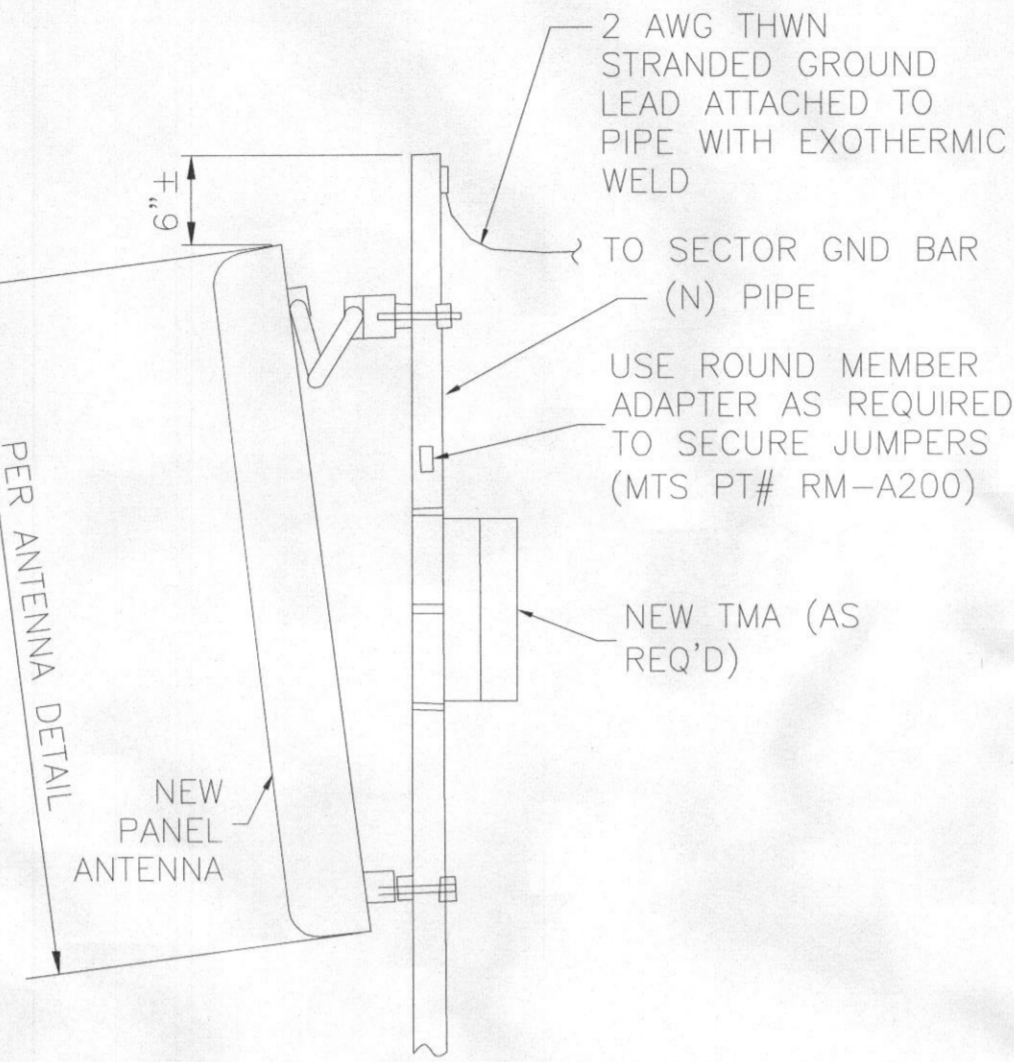 2 AWG THWN
STRANDED GROUND
LEAD ATTACHED TO
PIPE WITH EXOTHERMIC
WELD
6" ±
TO SECTOR GND BAR
(N) PIPE
USE ROUND MEMBER
ADAPTER AS REQUIRED
TO SECURE JUMPERS
(MTS PT# RM-A200)
PER ANTENNA DETAIL
NEW TMA (AS
REQ'D)
NEW
PANEL
ANTENNA